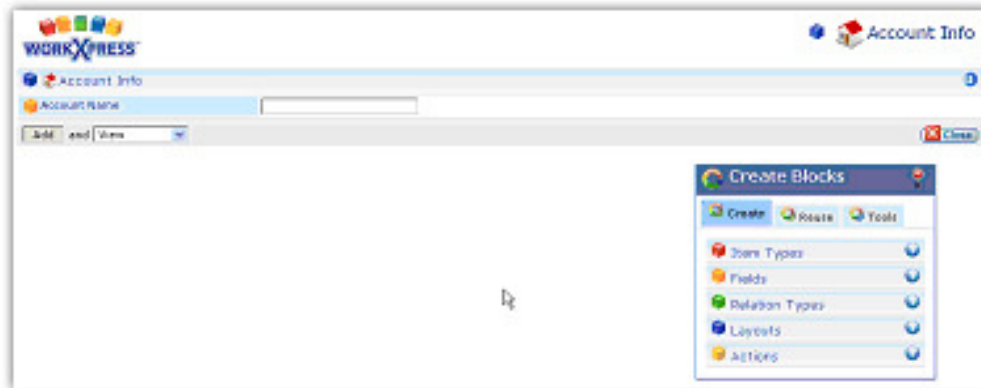 WORKXPRESS
Account Info
Account Info
Account Name
Add and View
Close
Create Blocks
Create Reuse Tools
Item Types
Fields
Relation Types
Layouts
Actions